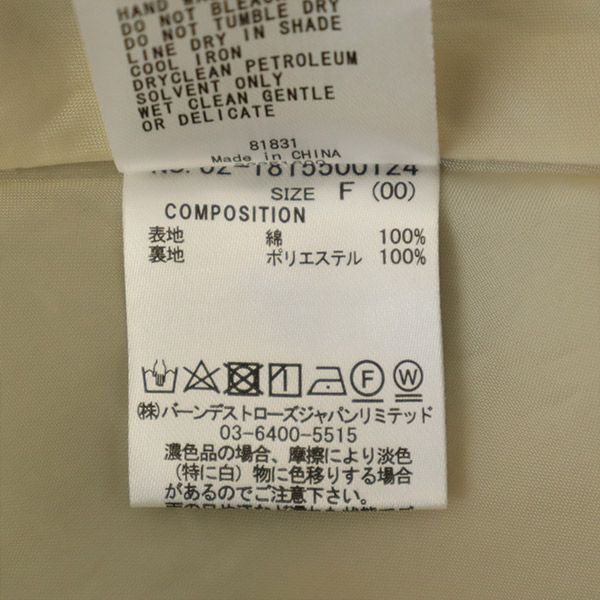 DO NOT BLEACH
DO NOT TUMBLE DRY
LINE DRY IN SHADE
COOL IRON
DRYCLEAN PETROLEUM
SOLVENT ONLY
WET CLEAN GENTLE
OR DELICATE
81831
Made in CHINA
NO. 02-1815500124
SIZE F (00)
COMPOSITION
表地 綿 100%
裏地 ポリエステル 100%
F W
(株)バーンデストローズジャパンリミテッド
03-6400-5515
濃色品の場合、摩擦により淡色
(特に白)物に色移りする場合
があるのでご注意下さい。